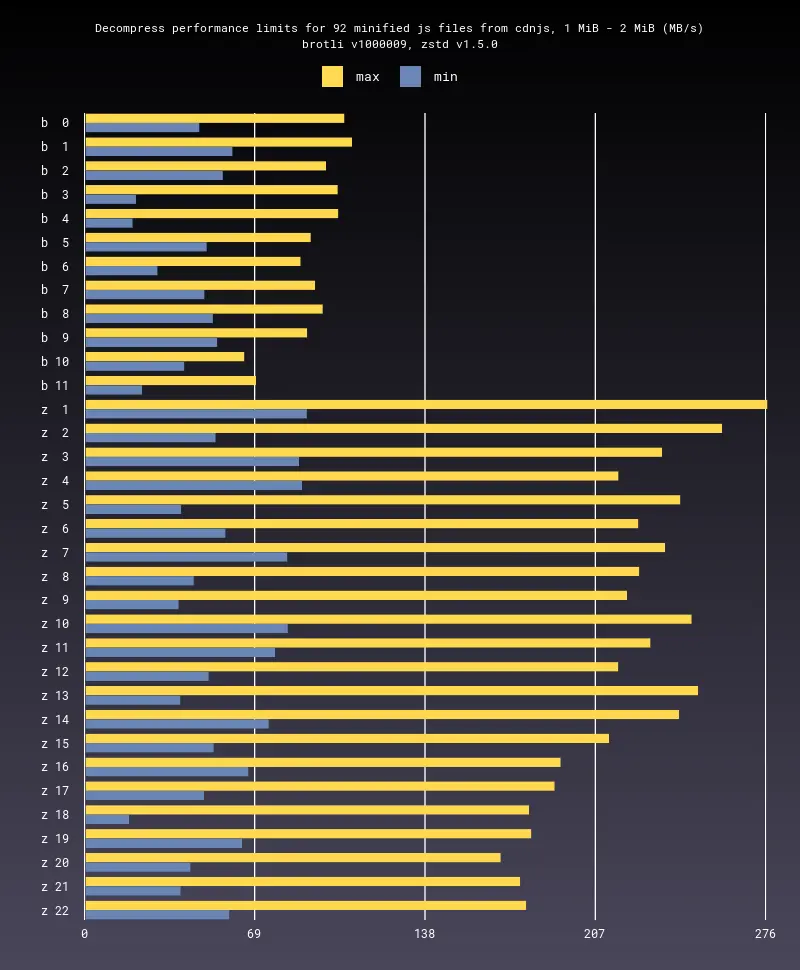 Decompress performance limits for 92 minified js files from cdnjs, 1 MiB - 2 MiB (MB/s)
brotli v1000009, zstd v1.5.0
max min
b 0
b 1
b 2
b 3
b 4
b 5
b 6
b 7
b 8
b 9
b 10
b 11
z 1
z 2
z 3
z 4
z 5
z 6
z 7
z 8
z 9
z 10
z 11
z 12
z 13
z 14
z 15
z 16
z 17
z 18
z 19
z 20
z 21
z 22
0 69 138 207 276